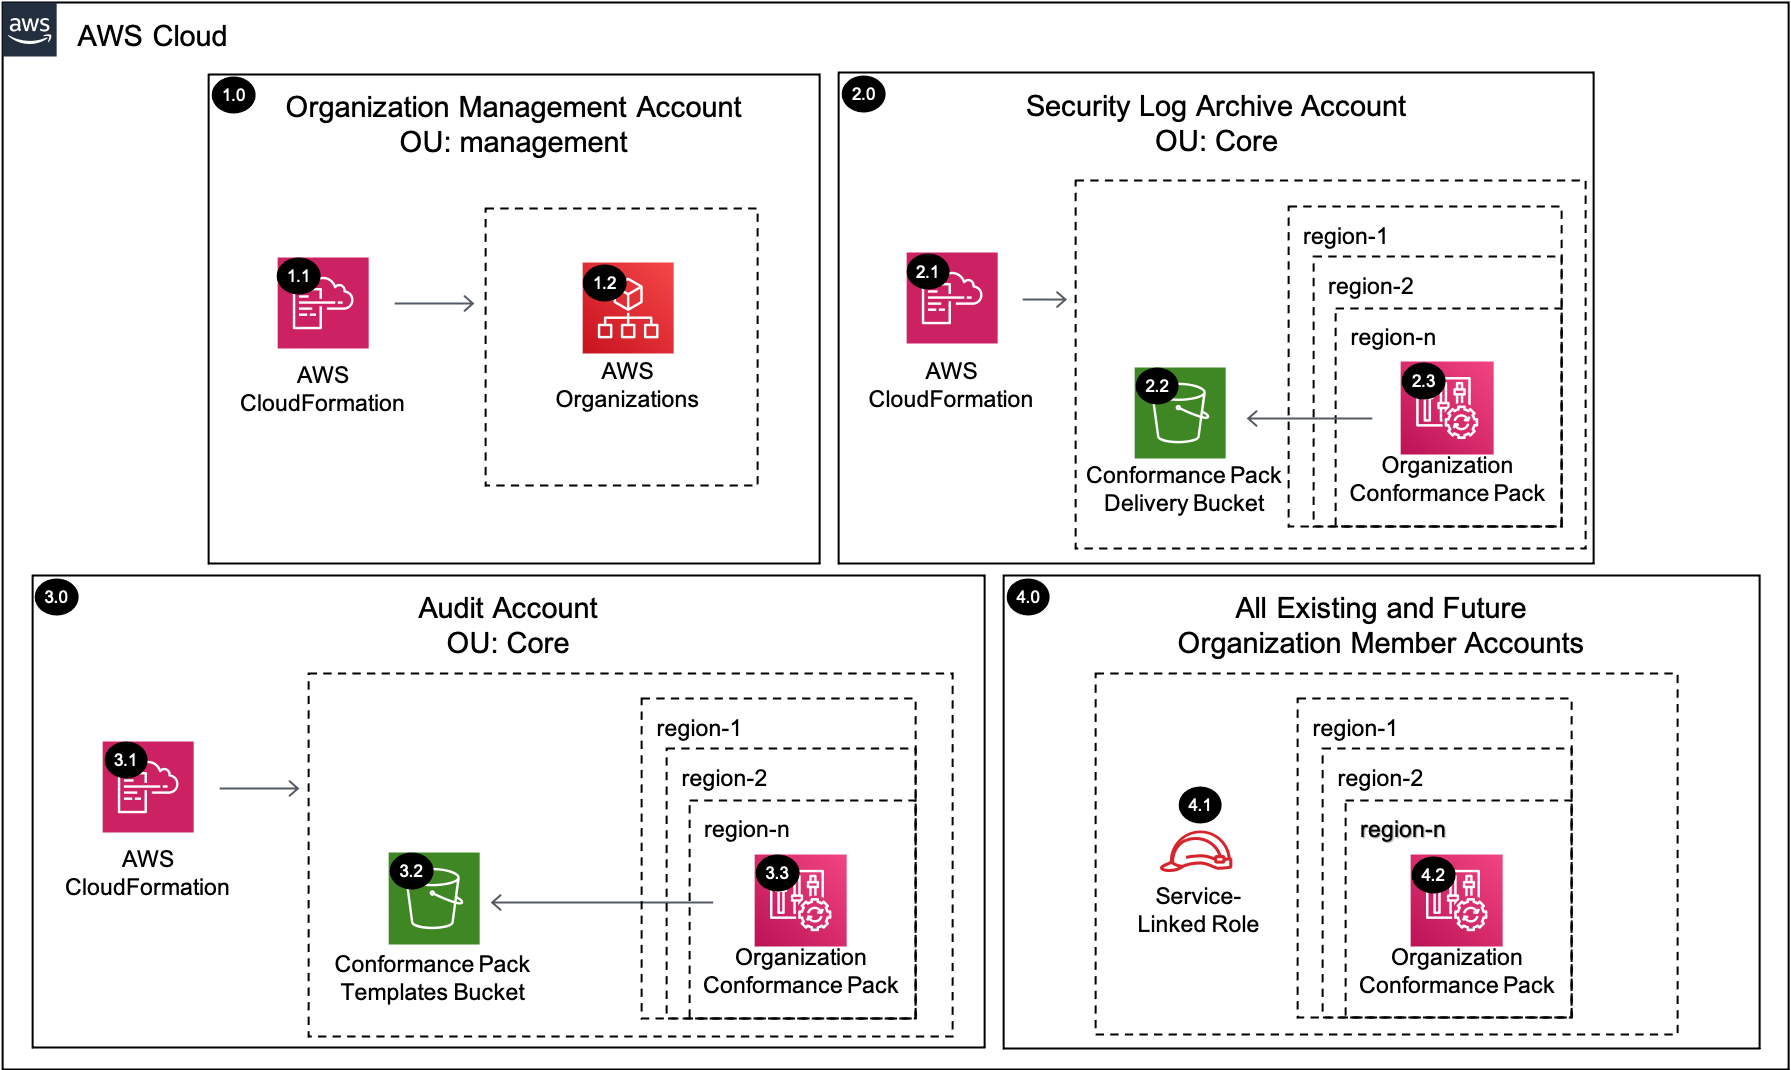 aws
AWS Cloud
1.0
Organization Management Account
OU: management
1.1
AWS
CloudFormation
1.2
AWS
Organizations
2.0
Security Log Archive Account
OU: Core
2.1
AWS
CloudFormation
2.2
Conformance Pack
Delivery Bucket
region-1
region-2
region-n
2.3
Organization
Conformance Pack
3.0
Audit Account
OU: Core
3.1
AWS
CloudFormation
3.2
Conformance Pack
Templates Bucket
region-1
region-2
region-n
3.3
Organization
Conformance Pack
4.0
All Existing and Future
Organization Member Accounts
4.1
Service-
Linked Role
region-1
region-2
region-n
4.2
Organization
Conformance Pack